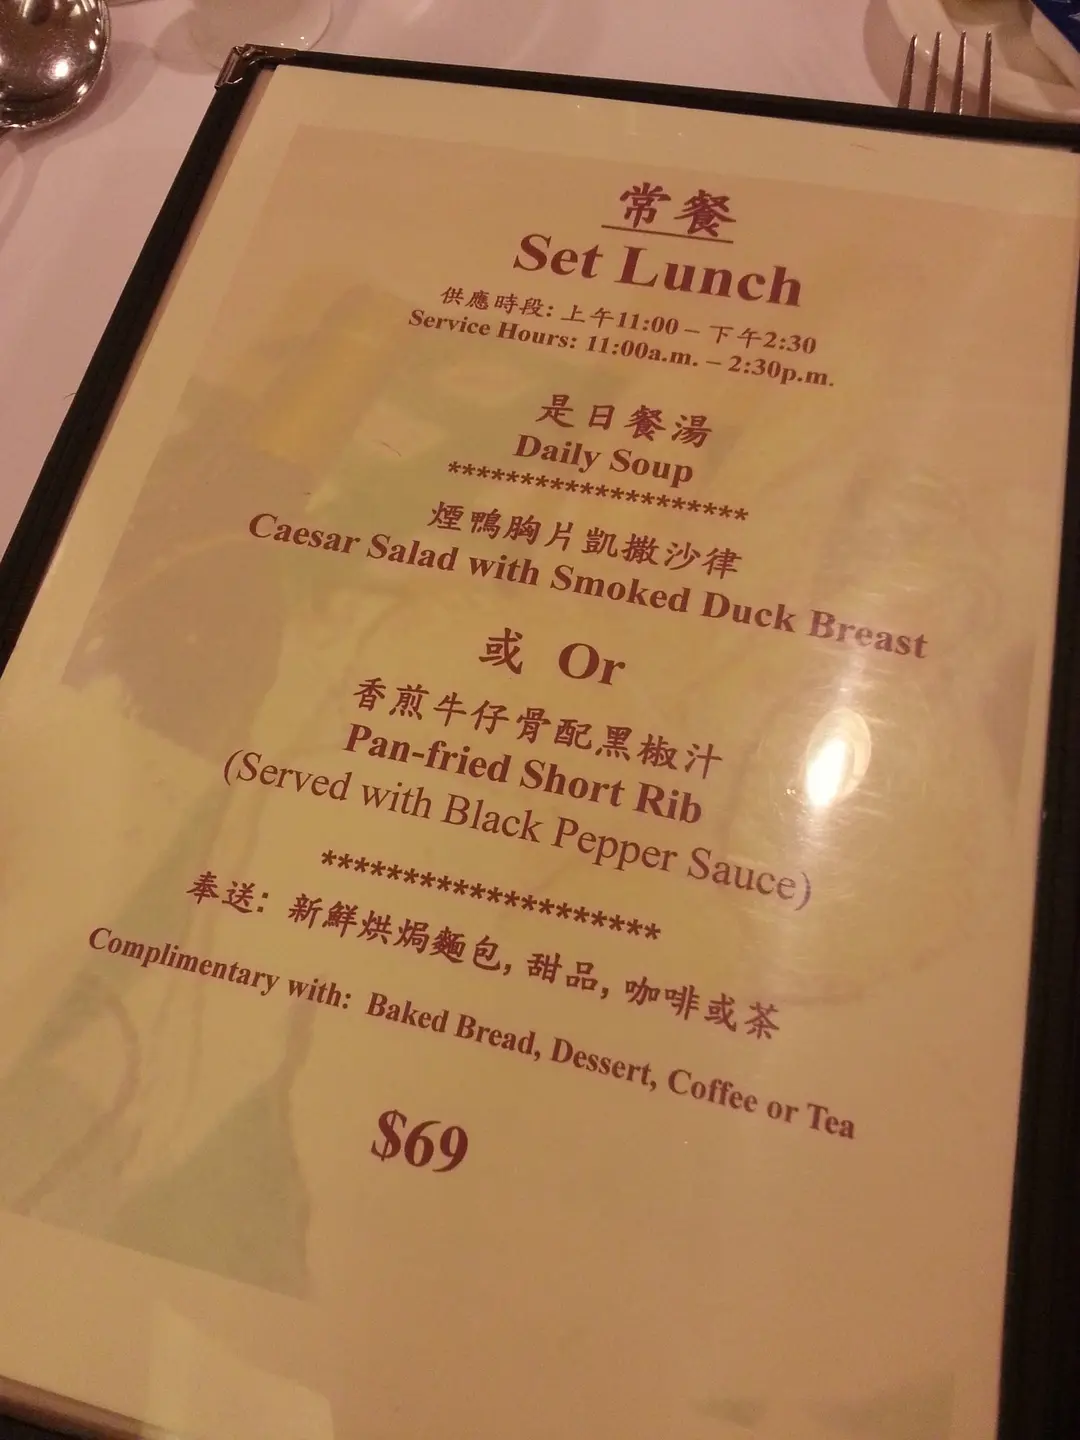 常餐
Set Lunch
供應時段: 上午11:00 – 下午2:30
Service Hours: 11:00a.m. – 2:30p.m.
是日餐湯
Daily Soup
********************
煙鴨胸片凱撒沙律
Caesar Salad with Smoked Duck Breast
或 Or
香煎牛仔骨配黑椒汁
Pan-fried Short Rib
(Served with Black Pepper Sauce)
********************
奉送: 新鮮烘焗麵包, 甜品, 咖啡或茶
Complimentary with: Baked Bread, Dessert, Coffee or Tea
$69